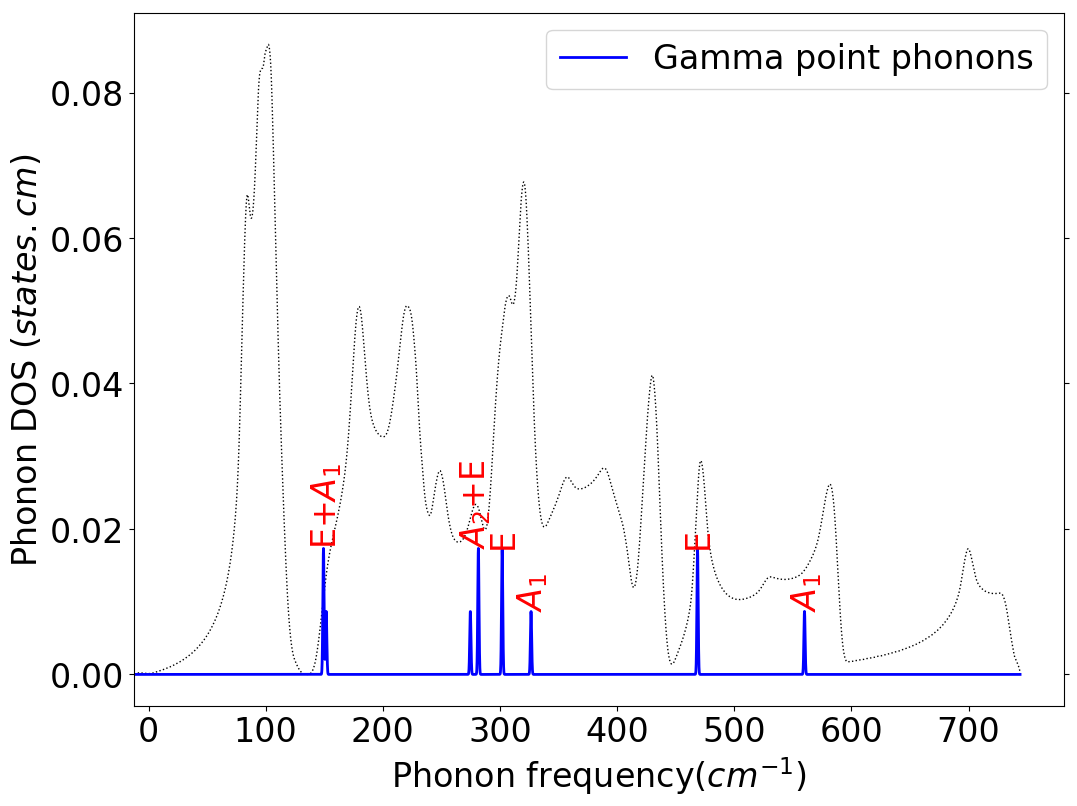 Gamma point phonons
Phonon DOS (states.cm)
0.08
0.06
0.04
0.02
0.00
E+A₁
A₂+E
E
A₁
E
A₁
0 100 200 300 400 500 600 700
Phonon frequency(cm⁻¹)